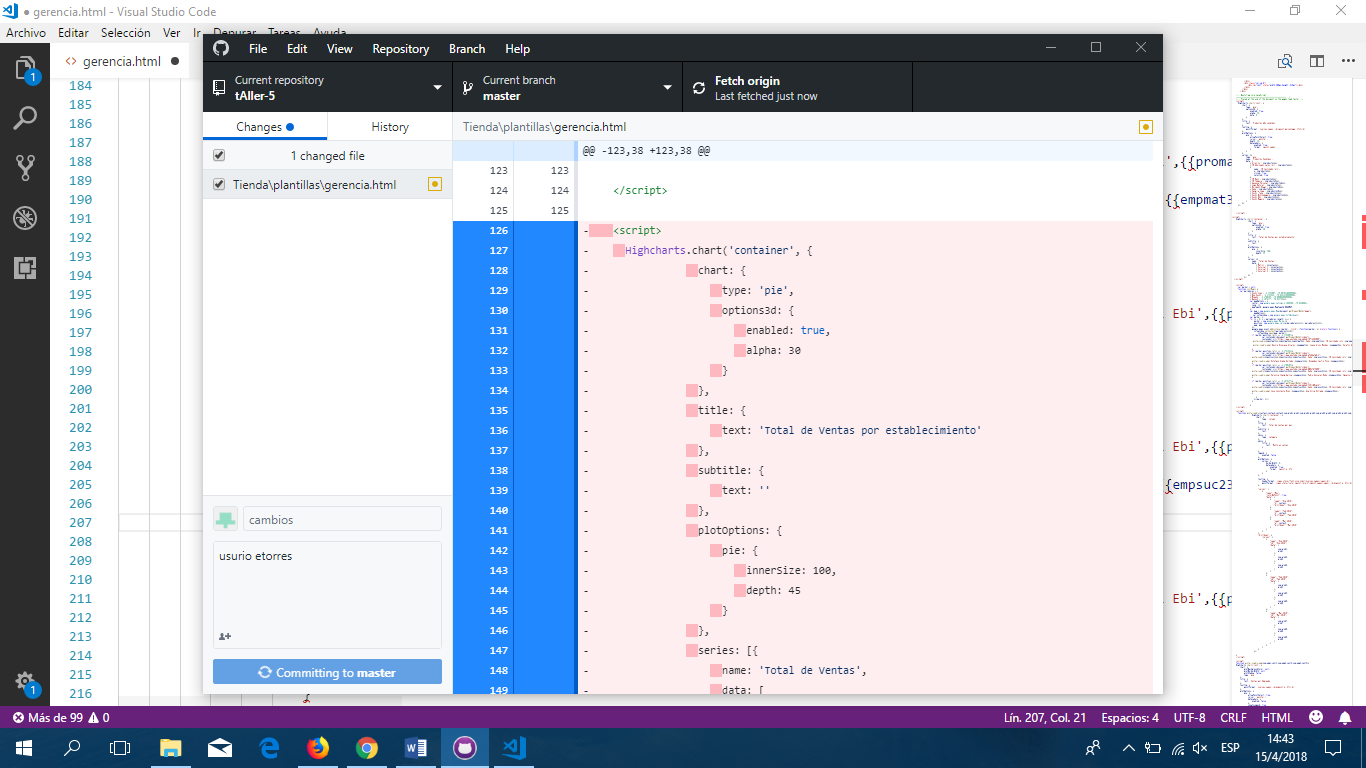 gerencia.html - Visual Studio Code
Archivo Editar Selección Ver Ir Depurar Tareas Ayuda
File Edit View Repository Branch Help
gerencia.html
Current repository
tAller-5
Current branch
master
Fetch origin
Last fetched just now
Changes
History
Tienda\plantillas\gerencia.html
1 changed file
Tienda\plantillas\gerencia.html
@@ -123,38 +123,38 @@
123 123
124 124 </script>
125 125
126 - <script>
127 - Highcharts.chart('container', {
128 - chart: {
129 - type: 'pie',
130 - options3d: {
131 - enabled: true,
132 - alpha: 30
133 - }
134 - },
135 - title: {
136 - text: 'Total de Ventas por establecimiento'
137 - },
138 - subtitle: {
139 - text: ''
140 - },
141 - plotOptions: {
142 - pie: {
143 - innerSize: 100,
144 - depth: 45
145 - }
146 - },
147 - series: [{
148 - name: 'Total de Ventas',
149 - data: [
cambios
usurio etorres
Committing to master
184
185
186
187
188 ',{{proma
189
190 {{empmat3
191
192
193
194
195
196 Ebi',{{p
197
198
199
200
201
202
203 Ebi',{{p
204
205 {empsuc23
206
207
208
209
210
211 Ebi',{{p
212
213
214
215
216 {
1
1
Más de 99 0
Lín. 207, Col. 21 Espacios: 4 UTF-8 CRLF HTML
ESP
14:43
15/4/2018